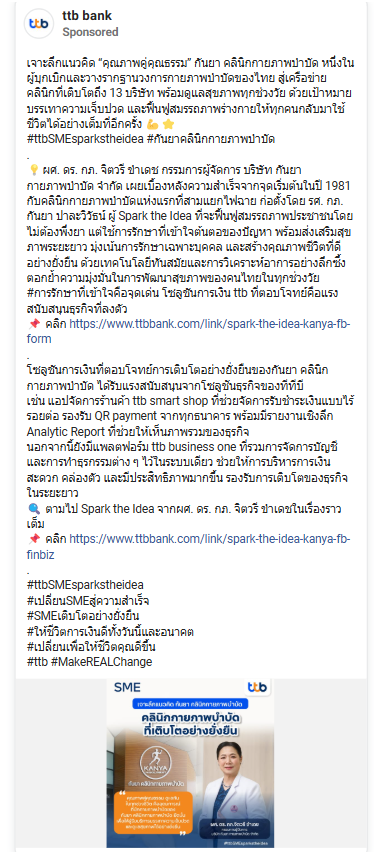 ttb bank
Sponsored
เจาะลึกแนวคิด “คุณภาพคู่คุณธรรม” กันยา คลินิกกายภาพบำบัด หนึ่งใน
ผู้บุกเบิกและวางรากฐานวงการกายภาพบำบัดของไทย สู่เครือข่าย
คลินิกที่เติบโตถึง 13 บริษัท พร้อมดูแลสุขภาพทุกช่วงวัย ด้วยเป้าหมาย
บรรเทาความเจ็บปวด และฟื้นฟูสมรรถภาพร่างกายให้ทุกคนกลับมาใช้
ชีวิตได้อย่างเต็มที่อีกครั้ง 💪 ⭐
#ttbSMEsparkstheidea #กันยาคลินิกกายภาพบำบัด
.
💡 ผศ. ดร. กภ. จิตวรี ขำเดช กรรมการผู้จัดการ บริษัท กันยา
กายภาพบำบัด จำกัด เผยเบื้องหลังความสำเร็จจากจุดเริ่มต้นในปี 1981
กับคลินิกกายภาพบำบัดแห่งแรกที่สามแยกไฟฉาย ก่อตั้งโดย รศ. กภ.
กันยา ปาละวิวัธน์ ผู้ Spark the Idea ที่จะฟื้นฟูสมรรถภาพประชาชนโดย
ไม่ต้องพึ่งยา แต่ใช้การรักษาที่เข้าใจต้นตอของปัญหา พร้อมส่งเสริมสุข
ภาพระยะยาว มุ่งเน้นการรักษาเฉพาะบุคคล และสร้างคุณภาพชีวิตที่ดี
อย่างยั่งยืน ด้วยเทคโนโลยีทันสมัยและการวิเคราะห์อาการอย่างลึกซึ้ง
ตอกย้ำความมุ่งมั่นในการพัฒนาสุขภาพของคนไทยในทุกช่วงวัย
#การรักษาที่เข้าใจคือจุดเด่น โซลูชันการเงิน ttb ที่ตอบโจทย์คือแรง
สนับสนุนธุรกิจที่ลงตัว
📌 คลิก https://www.ttbbank.com/link/spark-the-idea-kanya-fb-
form
.
โซลูชันการเงินที่ตอบโจทย์การเติบโตอย่างยั่งยืนของกันยา คลินิก
กายภาพบำบัด ได้รับแรงสนับสนุนจากโซลูชันธุรกิจของทีทีบี
เช่น แอปจัดการร้านค้า ttb smart shop ที่ช่วยจัดการรับชำระเงินแบบไร้
รอยต่อ รองรับ QR payment จากทุกธนาคาร พร้อมมีรายงานเชิงลึก
Analytic Report ที่ช่วยให้เห็นภาพรวมของธุรกิจ
นอกจากนี้ยังมีแพลตฟอร์ม ttb business one ที่รวมการจัดการบัญชี
และการทำธุรกรรมต่าง ๆ ไว้ในระบบเดียว ช่วยให้การบริหารการเงิน
สะดวก คล่องตัว และมีประสิทธิภาพมากขึ้น รองรับการเติบโตของธุรกิจ
ในระยะยาว
🔍 ตามไป Spark the Idea จากผศ. ดร. กภ. จิตวรี ขำเดชในเรื่องราว
เต็ม
📌 คลิก https://www.ttbbank.com/link/spark-the-idea-kanya-fb-
finbiz
.
#ttbSMEsparkstheidea
#เปลี่ยนSMEสู่ความสำเร็จ
#SMEเติบโตอย่างยั่งยืน
#ให้ชีวิตการเงินดีทั้งวันนี้และอนาคต
#เปลี่ยนเพื่อให้ชีวิตคุณดีขึ้น
#ttb #MakeREALChange
SME
ttb
เจาะลึกแนวคิด กันยา คลินิกกายภาพบำบัด
คลินิกกายภาพบำบัด
ที่เติบโตอย่างยั่งยืน
KANYA
กันยา คลินิกกายภาพบำบัด
ผศ. ดร. กภ.จิตวรี ขำเดช